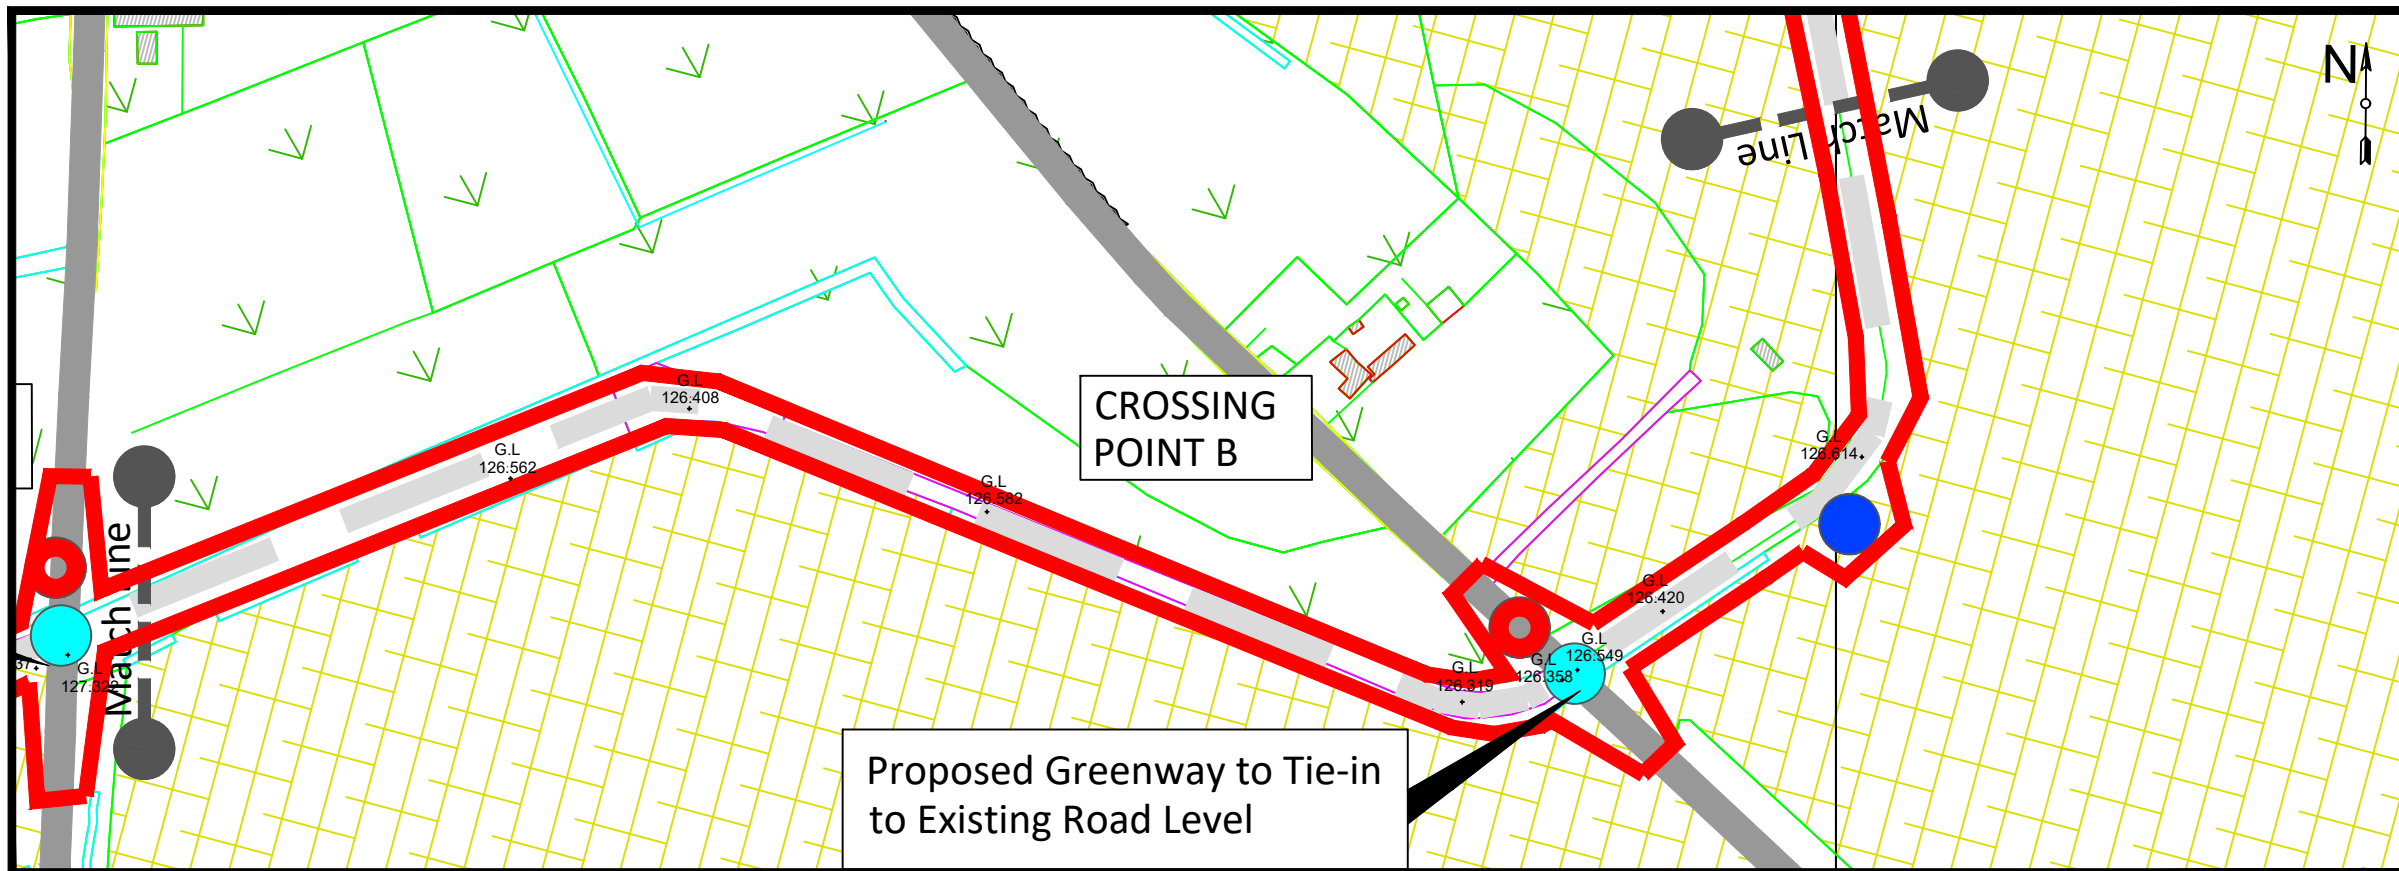 N
Match Line
G.L
126.408
CROSSING
POINT B
G.L
126.562
G.L
126.614
G.L
126.582
Match Line
G.L
126.420
G.L
126.549
G.L
126.358
G.L
126.319
G.L
127.322
Proposed Greenway to Tie-in
to Existing Road Level